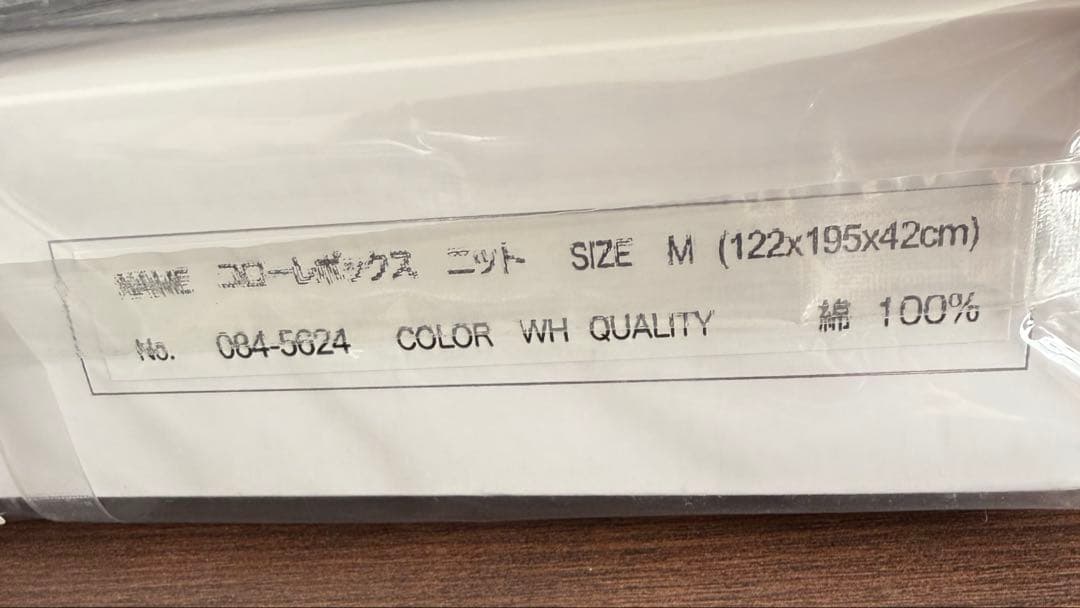 NAME コローレボックス ニット SIZE M (122x195x42cm)
No. 084-5624 COLOR WH QUALITY 綿 100%